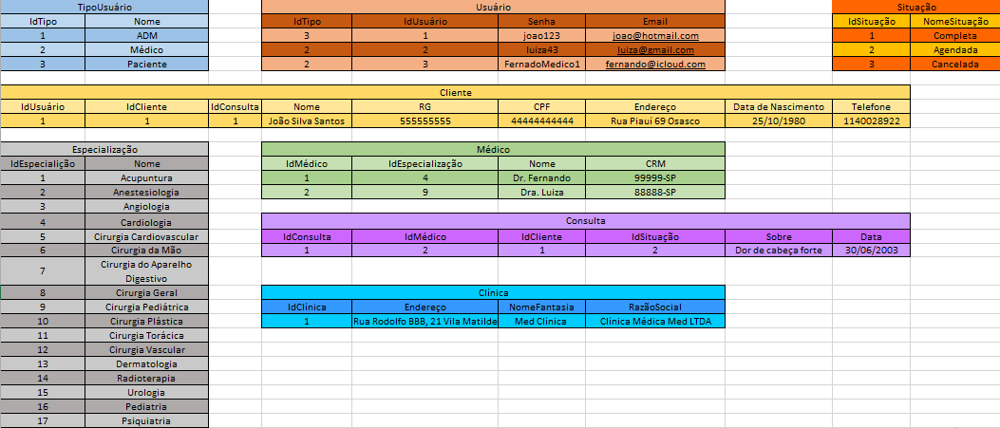 TipoUsuário
IdTipo Nome
1 ADM
2 Médico
3 Paciente
Usuário
IdTipo IdUsuário Senha Email
3 1 joao123 joao@hotmail.com
2 2 luiza43 luiza@gmail.com
2 3 FernadoMedico1 fernando@icloud.com
Situação
IdSituação NomeSituação
1 Completa
2 Agendada
3 Cancelada
Cliente
IdUsuário IdCliente IdConsulta Nome RG CPF Endereço Data de Nascimento Telefone
1 1 1 João Silva Santos 555555555 44444444444 Rua Piauí 69 Osasco 25/10/1980 1140028922
Especialização
IdEspecialição Nome
1 Acupuntura
2 Anestesiologia
3 Angiologia
4 Cardiologia
5 Cirurgia Cardiovascular
6 Cirurgia da Mão
7 Cirurgia do Aparelho
Digestivo
8 Cirurgia Geral
9 Cirurgia Pediátrica
10 Cirurgia Plástica
11 Cirurgia Torácica
12 Cirurgia Vascular
13 Dermatologia
14 Radioterapia
15 Urologia
16 Pediatria
17 Psiquiatria
Médico
IdMédico IdEspecialização Nome CRM
1 4 Dr. Fernando 99999-SP
2 9 Dra. Luiza 88888-SP
Consulta
IdConsulta IdMédico IdCliente IdSituação Sobre Data
1 2 1 2 Dor de cabeça forte 30/06/2003
Clínica
IdClínica Endereço NomeFantasia RazãoSocial
1 Rua Rodolfo BBB, 21 Vila Matilde Med Clínica Clinica Médica Med LTDA